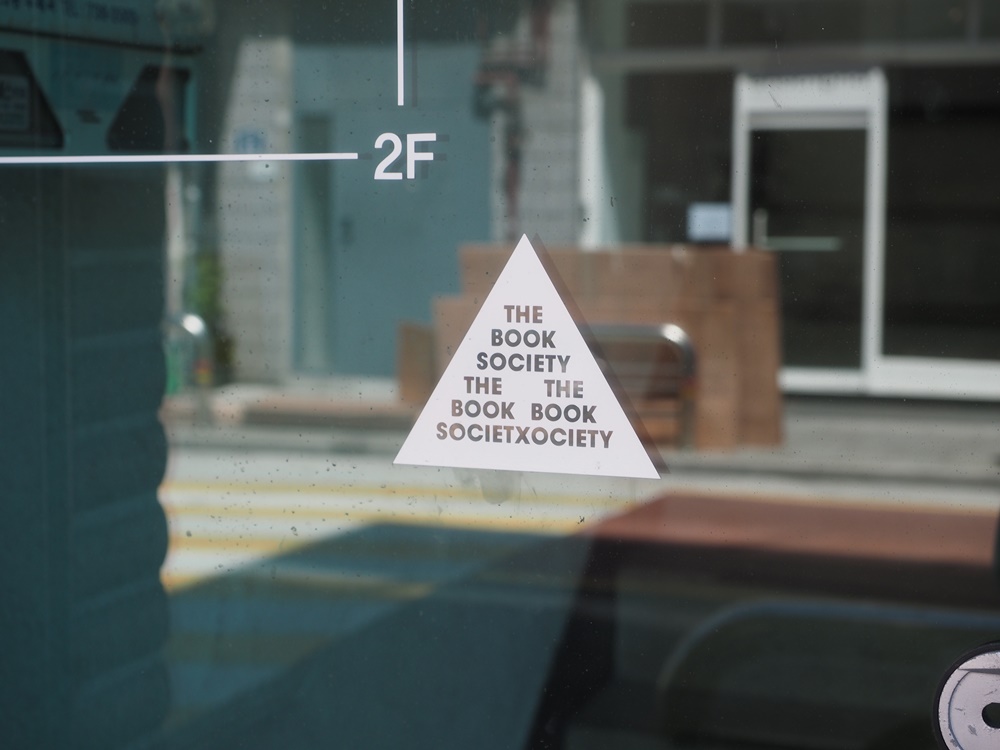 2F
THE
BOOK
SOCIETY
THE THE
BOOK BOOK
SOCIETXOCIETY